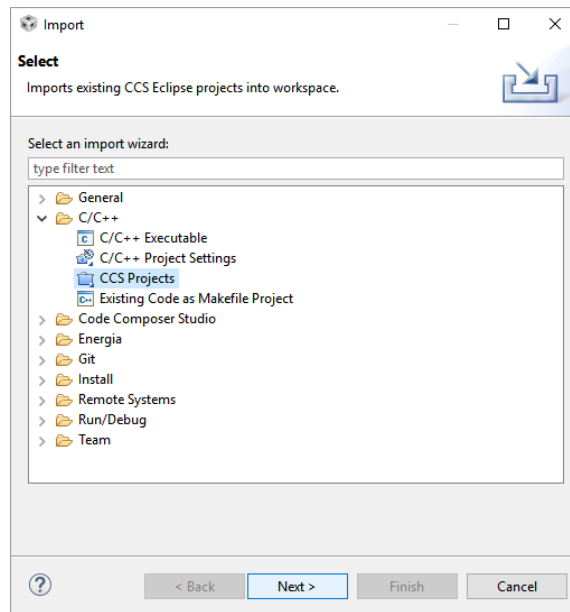 Import
Select
Imports existing CCS Eclipse projects into workspace.
Select an import wizard:
type filter text
General
C/C++
C/C++ Executable
C/C++ Project Settings
CCS Projects
Existing Code as Makefile Project
Code Composer Studio
Energia
Git
Install
Remote Systems
Run/Debug
Team
? < Back Next > Finish Cancel